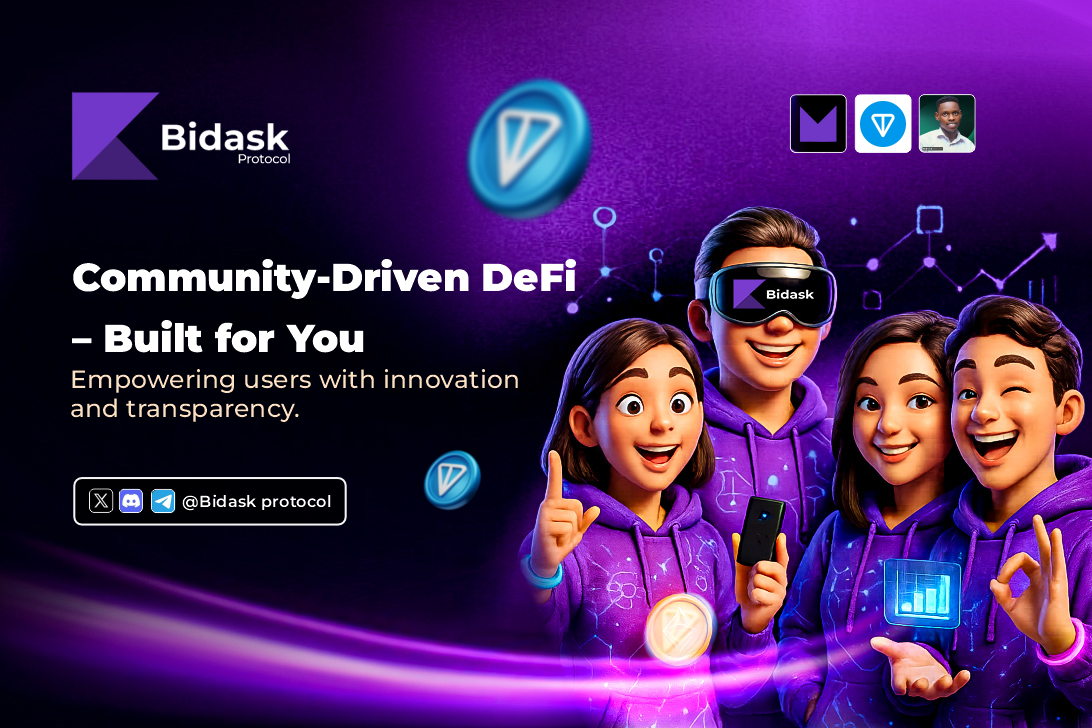 Bidask
Protocol
Community-Driven DeFi
– Built for You
Empowering users with innovation
and transparency.
@Bidask protocol
Bidask